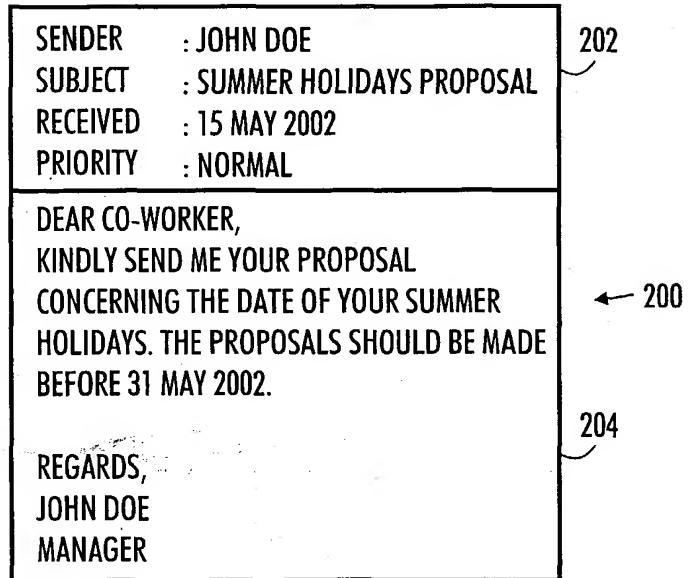 SENDER : JOHN DOE
SUBJECT : SUMMER HOLIDAYS PROPOSAL
RECEIVED : 15 MAY 2002
PRIORITY : NORMAL
202
DEAR CO-WORKER,
KINDLY SEND ME YOUR PROPOSAL
CONCERNING THE DATE OF YOUR SUMMER
HOLIDAYS. THE PROPOSALS SHOULD BE MADE
BEFORE 31 MAY 2002.
200
REGARDS,
JOHN DOE
MANAGER
204